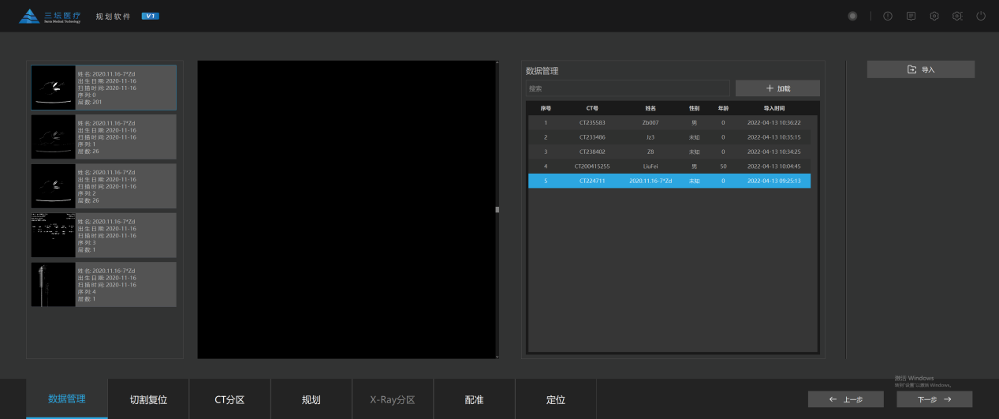 三坛医疗
Santa Medical Technology
规划软件
V1
姓名: 2020.11.16-7*Zd
出生日期: 2020-11-16
扫描时间: 2020-11-16
序列: 0
层数: 201
姓名: 2020.11.16-7*Zd
出生日期: 2020-11-16
扫描时间: 2020-11-16
序列: 1
层数: 26
姓名: 2020.11.16-7*Zd
出生日期: 2020-11-16
扫描时间: 2020-11-16
序列: 2
层数: 26
姓名: 2020.11.16-7*Zd
出生日期: 2020-11-16
扫描时间: 2020-11-16
序列: 3
层数: 1
姓名: 2020.11.16-7*Zd
出生日期: 2020-11-16
扫描时间: 2020-11-16
序列: 4
层数: 1
数据管理
搜索
加载
序号 CT号 姓名 性别 年龄 导入时间
1 CT235583 Zb007 男 0 2022-04-13 10:36:22
2 CT233486 Jz3 未知 0 2022-04-13 10:35:15
3 CT238402 Z8 未知 0 2022-04-13 10:34:25
4 CT200415255 LiuFei 男 50 2022-04-13 10:04:45
5 CT224711 2020.11.16-7*Zd 未知 0 2022-04-13 09:25:13
导入
数据管理 切割复位 CT分区 规划 X-Ray分区 配准 定位
激活 Windows
转到"设置"以激活 Windows。
← 上一步
下一步 →